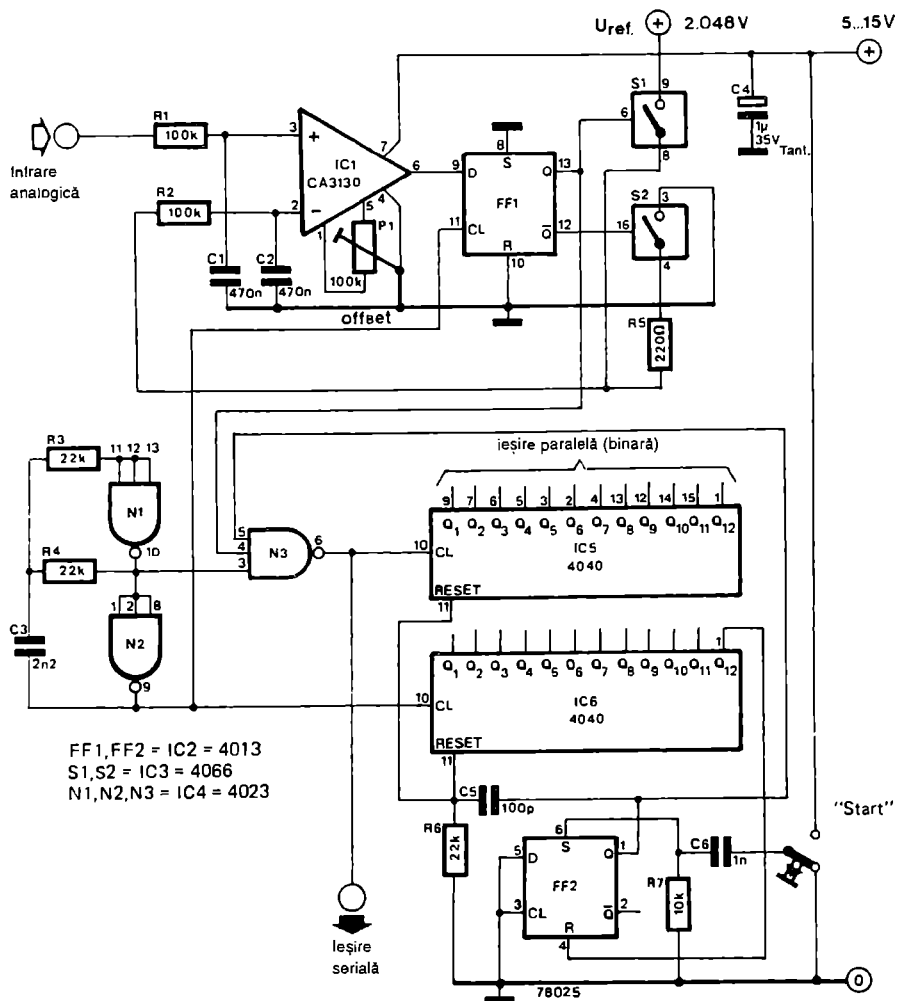 Uref. 2.048V 5...15V
S1
9
6
8
C4
1µ
35V
Tant.
Intrare
analogică
R1
100k
R2
100k
3
+
2
−
IC1
CA3130
7
6
4
5
1
P1
100k
offset
C1
470n
C2
470n
8
S
9
D
Q
13
FF1
11
CL
Q̅
12
R
10
S2
3
16
4
R5
220Ω
R3
22k
11 12 13
N1
10
R4
22k
1 2 8
N2
9
C3
2n2
5
4
3
N3
6
ieșire paralelă (binară)
9 7 6 5 3 2 4 13 12 14 15 1
Q1 Q2 Q3 Q4 Q5 Q6 Q7 Q8 Q9 Q10 Q11 Q12
10
CL
IC5
4040
RESET
11
1
Q1 Q2 Q3 Q4 Q5 Q6 Q7 Q8 Q9 Q10 Q11 Q12
10
CL
IC6
4040
RESET
11
FF1,FF2 = IC2 = 4013
S1,S2 = IC3 = 4066
N1,N2,N3 = IC4 = 4023
C5
100p
R6
22k
6
S
5
D
Q
1
FF2
3
CL
Q̅
2
R
4
R7
10k
C6
1n
"Start"
Ieșire
serială
78025
0